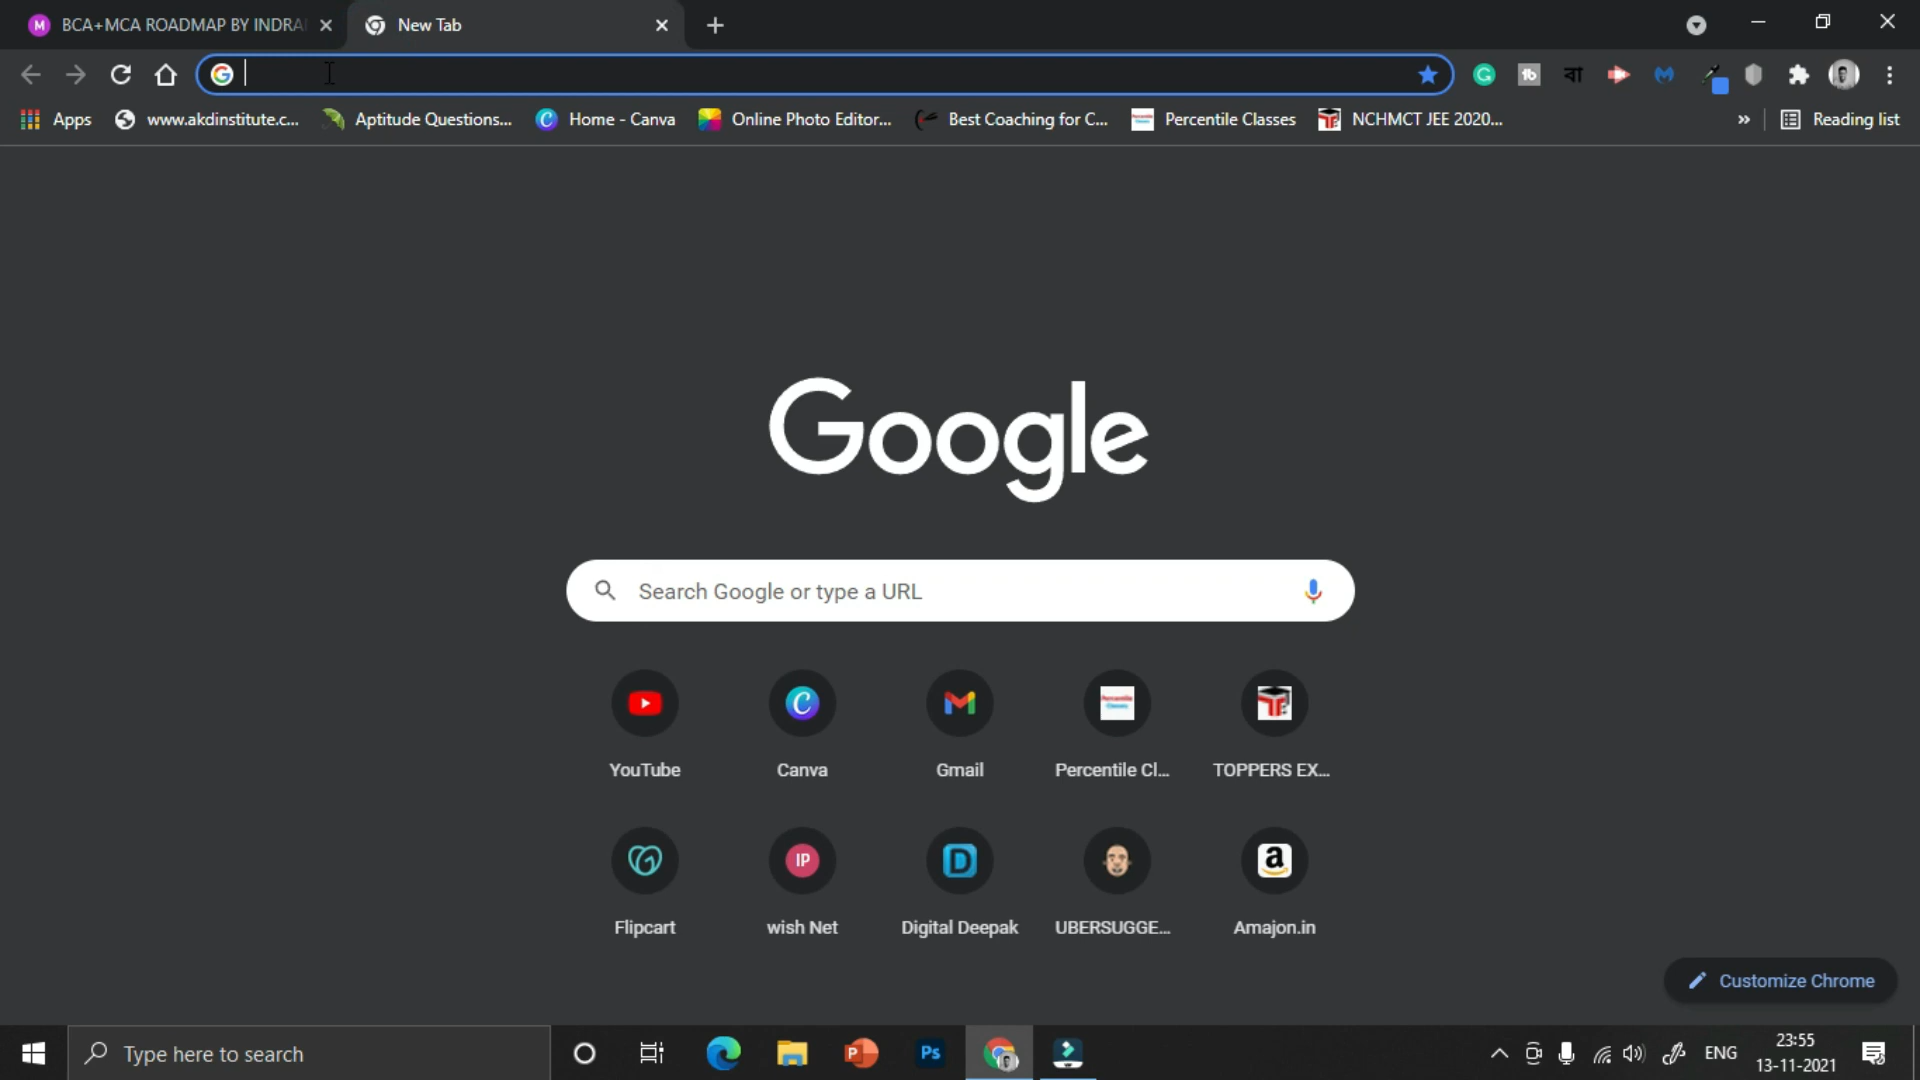 BCA+MCA ROADMAP BY INDRA
New Tab
Apps
www.akdinstitute.c...
Aptitude Questions...
Home - Canva
Online Photo Editor...
Best Coaching for C...
Percentile Classes
NCHMCT JEE 2020...
Reading list
Google
Search Google or type a URL
YouTube
Canva
Gmail
Percentile Cl...
TOPPERS EX...
IP
Flipcart
wish Net
Digital Deepak
UBERSUGGE...
Amajon.in
Customize Chrome
Type here to search
Ps
ENG
23:55
13-11-2021